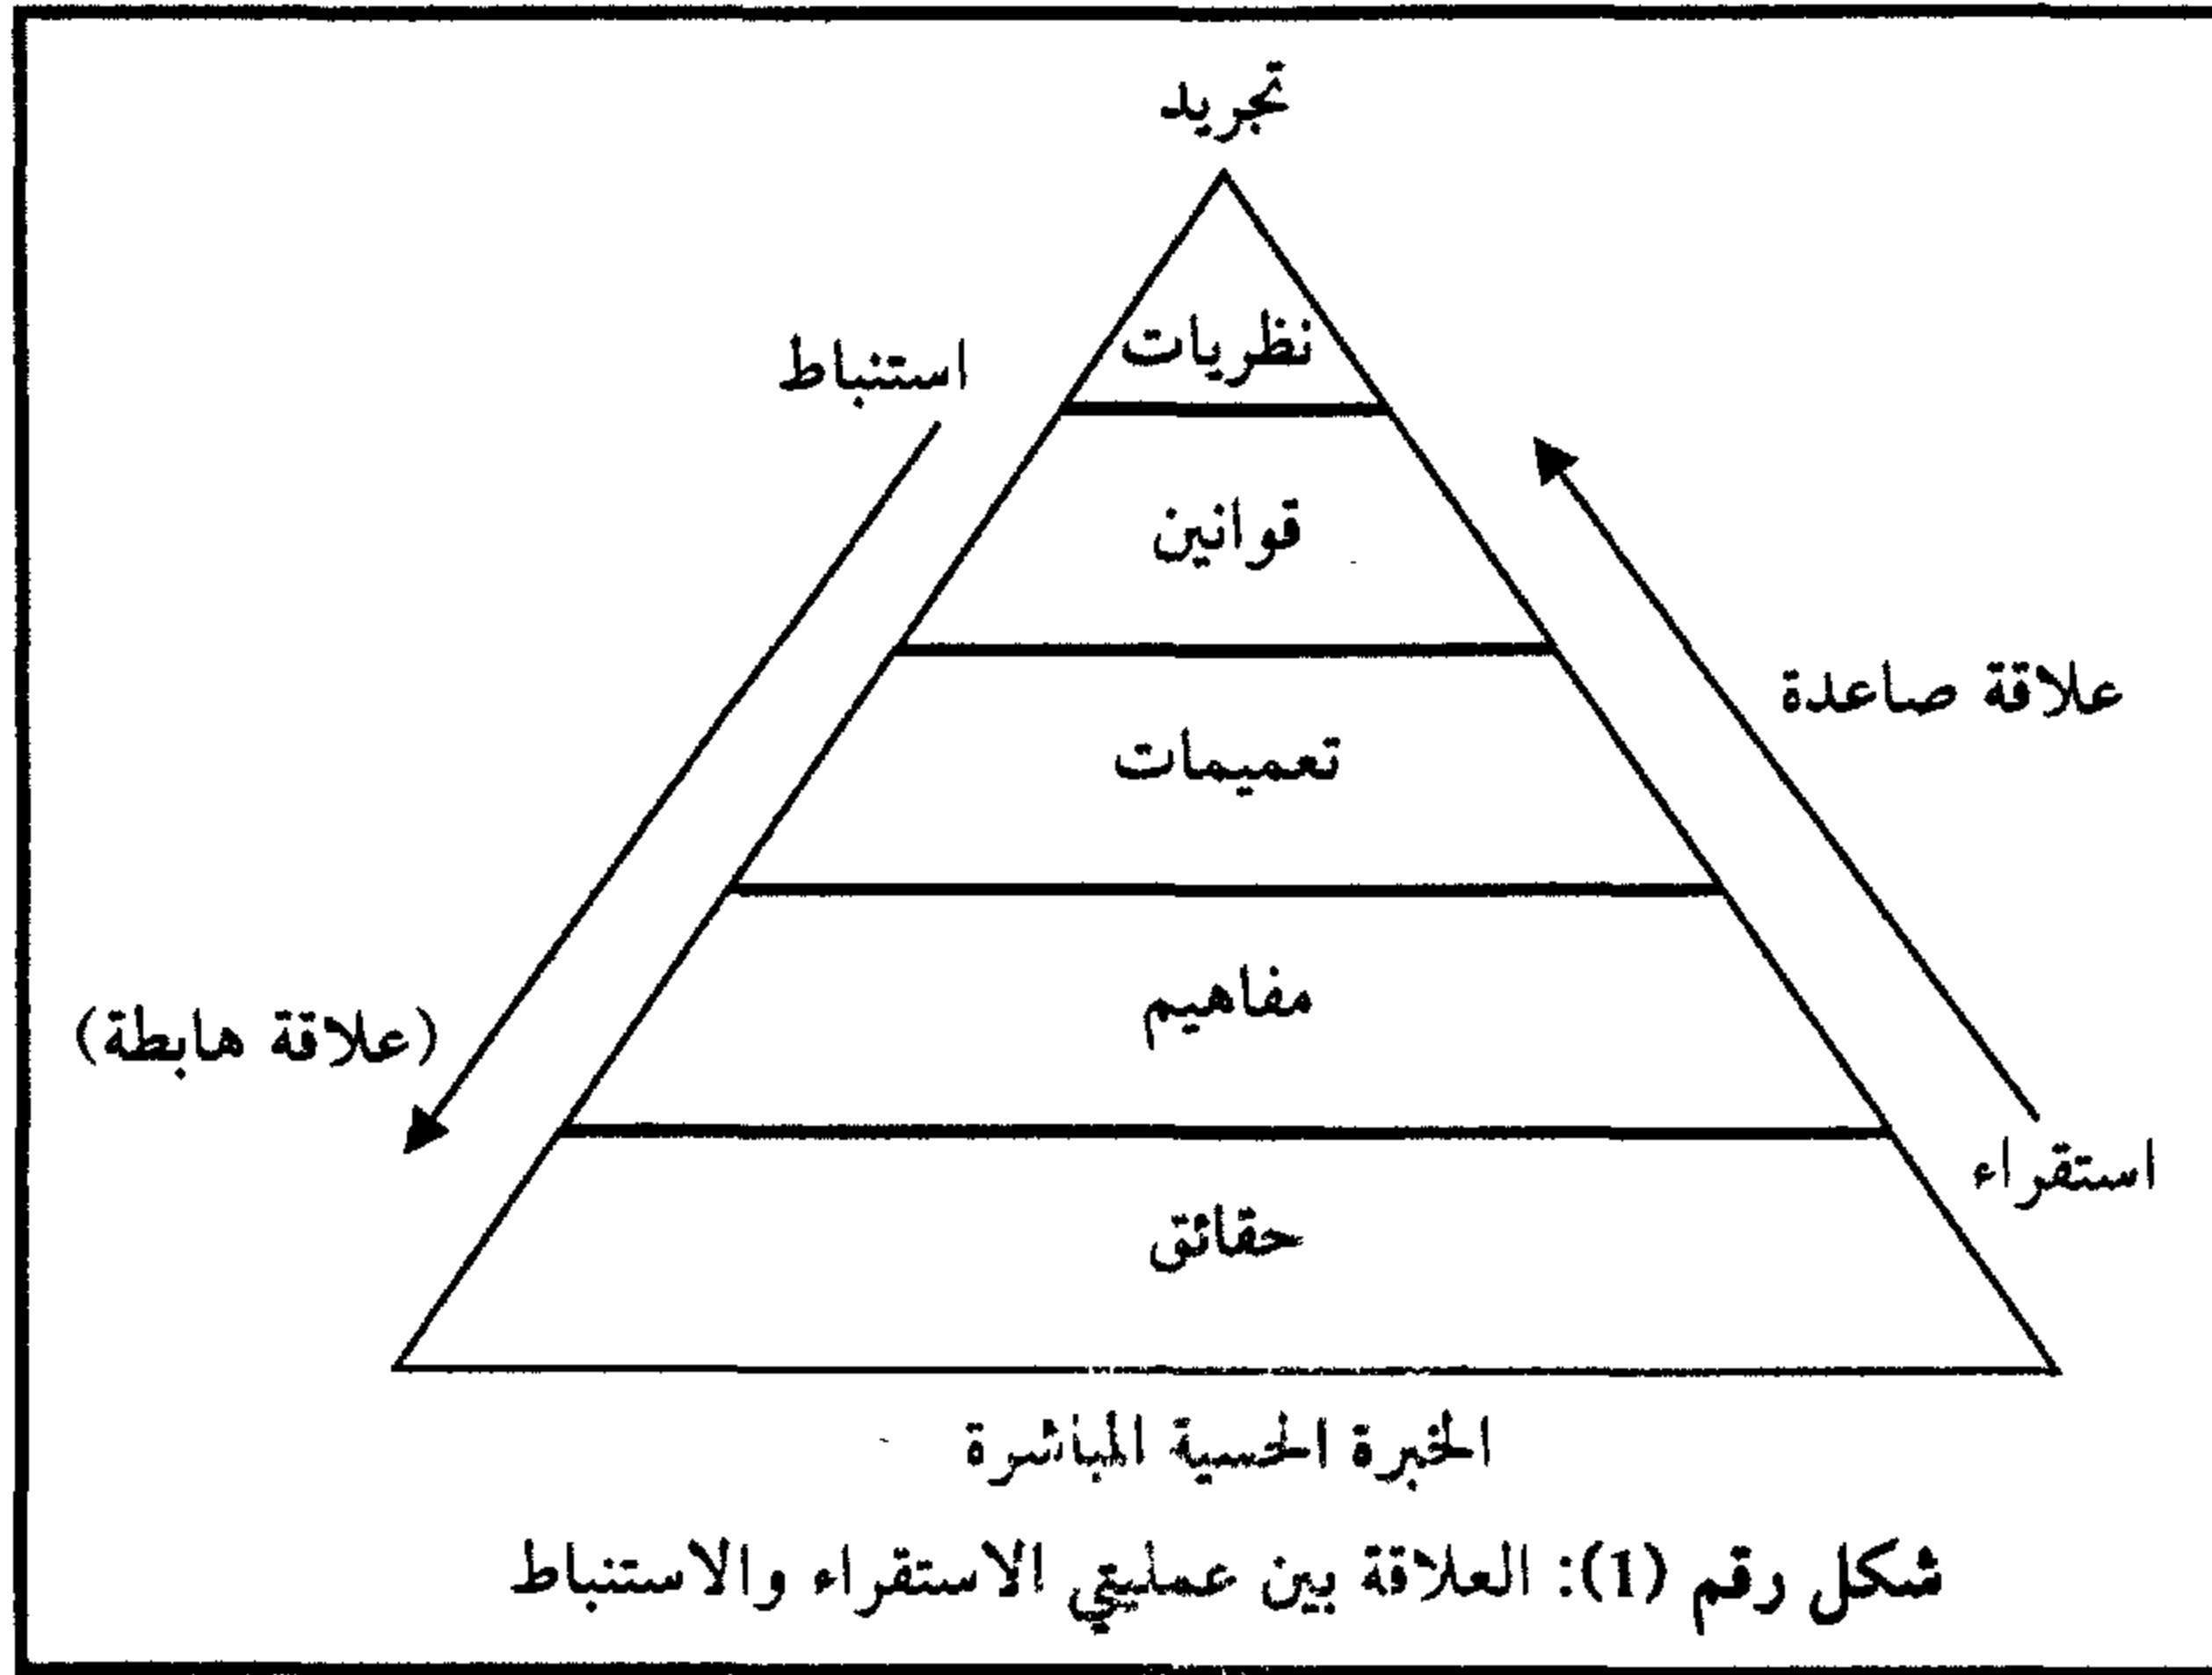 تجريد
نظريات
استنباط
قوانين
علاقة صاعدة
تعميمات
مفاهيم
(علاقة هابطة)
استقراء
حقائق
الخبرة الحسية المباشرة
شكل رقم (1): العلاقة بين عمليتي الاستقراء والاستنباط